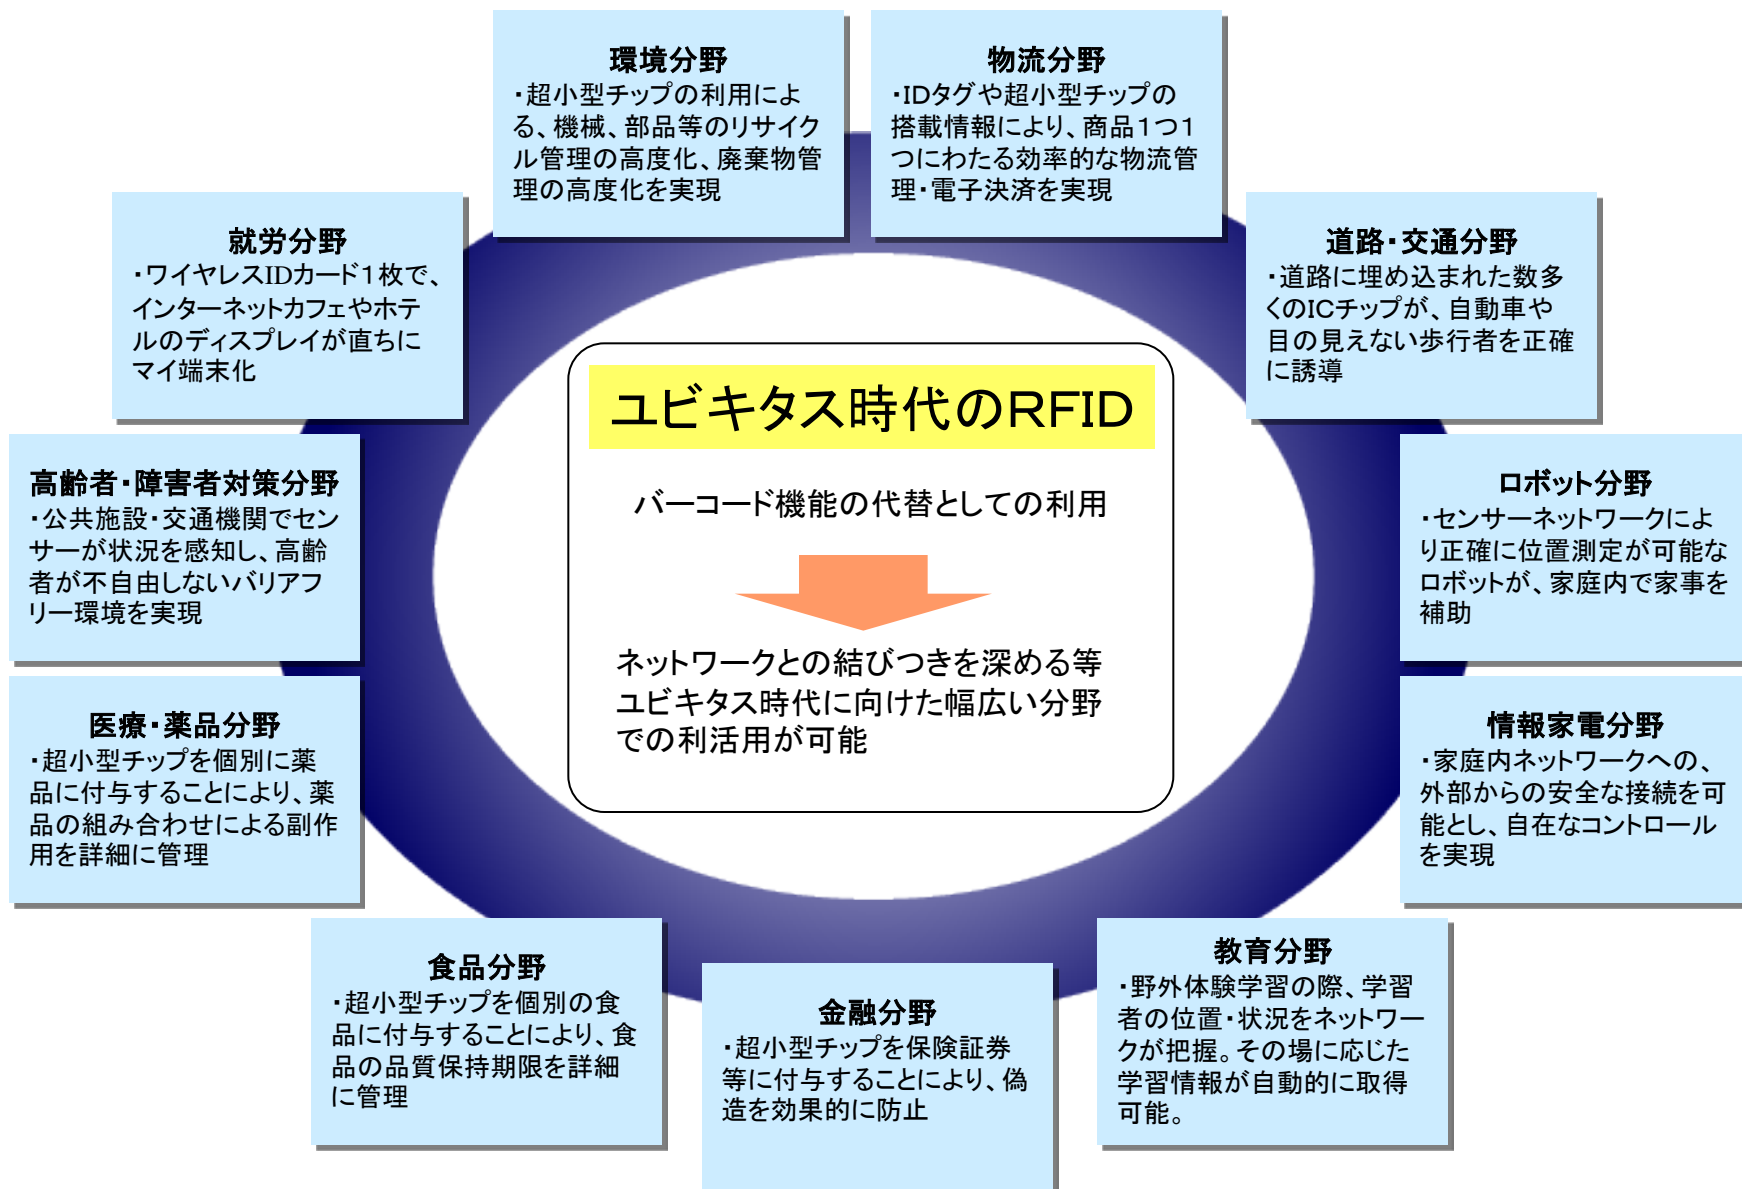 環境分野
・超小型チップの利用によ
る、機械、部品等のリサイク
ル管理の高度化、廃棄物管
理の高度化を実現
物流分野
・IDタグや超小型チップの
搭載情報により、商品1つ1
つにわたる効率的な物流管
理・電子決済を実現
就労分野
・ワイヤレスIDカード1枚で、
インターネットカフェやホテ
ルのディスプレイが直ちに
マイ端末化
道路・交通分野
・道路に埋め込まれた数多
くのICチップが、自動車や
目の見えない歩行者を正確
に誘導
ユビキタス時代のRFID
バーコード機能の代替としての利用
ネットワークとの結びつきを深める等
ユビキタス時代に向けた幅広い分野
での利活用が可能
高齢者・障害者対策分野
・公共施設・交通機関でセン
サーが状況を感知し、高齢
者が不自由しないバリアフ
リー環境を実現
ロボット分野
・センサーネットワークによ
り正確に位置測定が可能な
ロボットが、家庭内で家事を
補助
医療・薬品分野
・超小型チップを個別に薬
品に付与することにより、薬
品の組み合わせによる副作
用を詳細に管理
情報家電分野
・家庭内ネットワークへの、
外部からの安全な接続を可
能とし、自在なコントロール
を実現
食品分野
・超小型チップを個別の食
品に付与することにより、食
品の品質保持期限を詳細
に管理
金融分野
・超小型チップを保険証券
等に付与することにより、偽
造を効果的に防止
教育分野
・野外体験学習の際、学習
者の位置・状況をネットワー
クが把握。その場に応じた
学習情報が自動的に取得
可能。